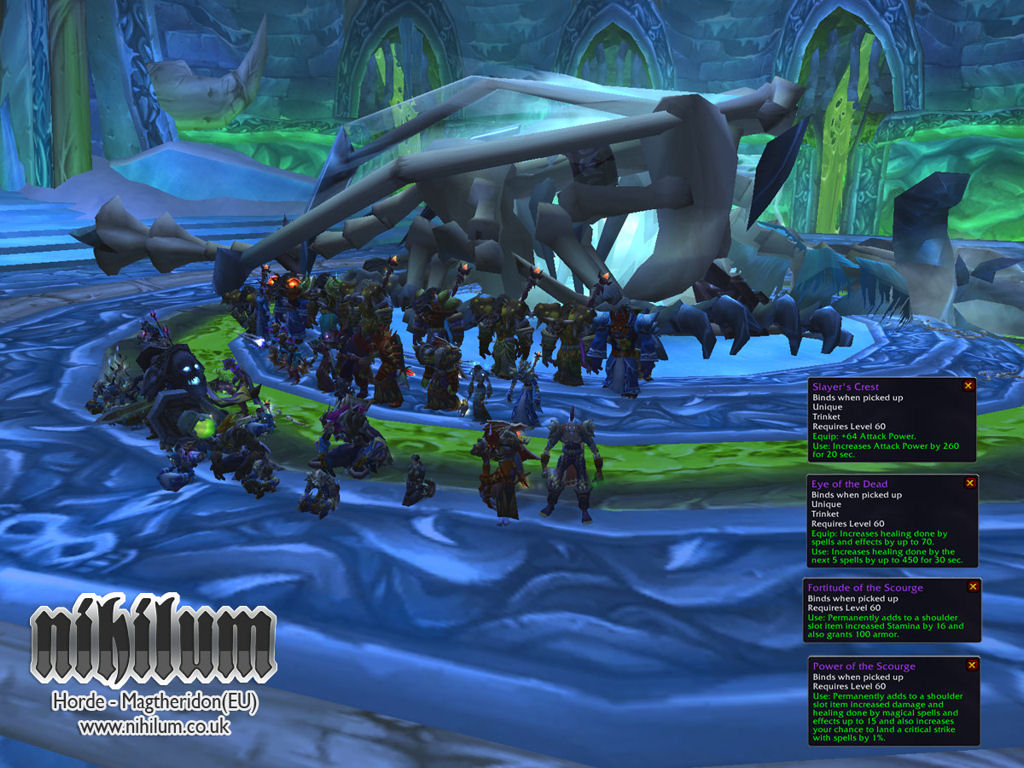 Slayer's Crest
Binds when picked up
Unique
Trinket
Requires Level 60
Equip: +64 Attack Power.
Use: Increases Attack Power by 260
for 20 sec.
Eye of the Dead
Binds when picked up
Unique
Trinket
Requires Level 60
Equip: Increases healing done by
spells and effects by up to 70.
Use: Increases healing done by the
next 5 spells by up to 450 for 30 sec.
Fortitude of the Scourge
Binds when picked up
Requires Level 60
Use: Permanently adds to a shoulder
slot item increased Stamina by 16 and
also grants 100 armor.
Power of the Scourge
Binds when picked up
Requires Level 60
Use: Permanently adds to a shoulder
slot item increased damage and
healing done by magical spells and
effects up to 15 and also increases
your chance to land a critical strike
with spells by 1%.
nihilum
Horde - Magtheridon(EU)
www.nihilum.co.uk